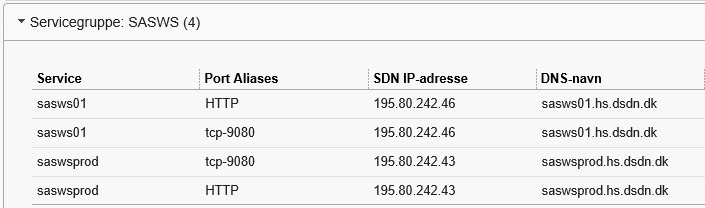 Servicegruppe: SASWS (4)
Service Port Aliases SDN IP-adresse DNS-navn
sasws01 HTTP 195.80.242.46 sasws01.hs.dsdn.dk
sasws01 tcp-9080 195.80.242.46 sasws01.hs.dsdn.dk
saswsprod tcp-9080 195.80.242.43 saswsprod.hs.dsdn.dk
saswsprod HTTP 195.80.242.43 saswsprod.hs.dsdn.dk